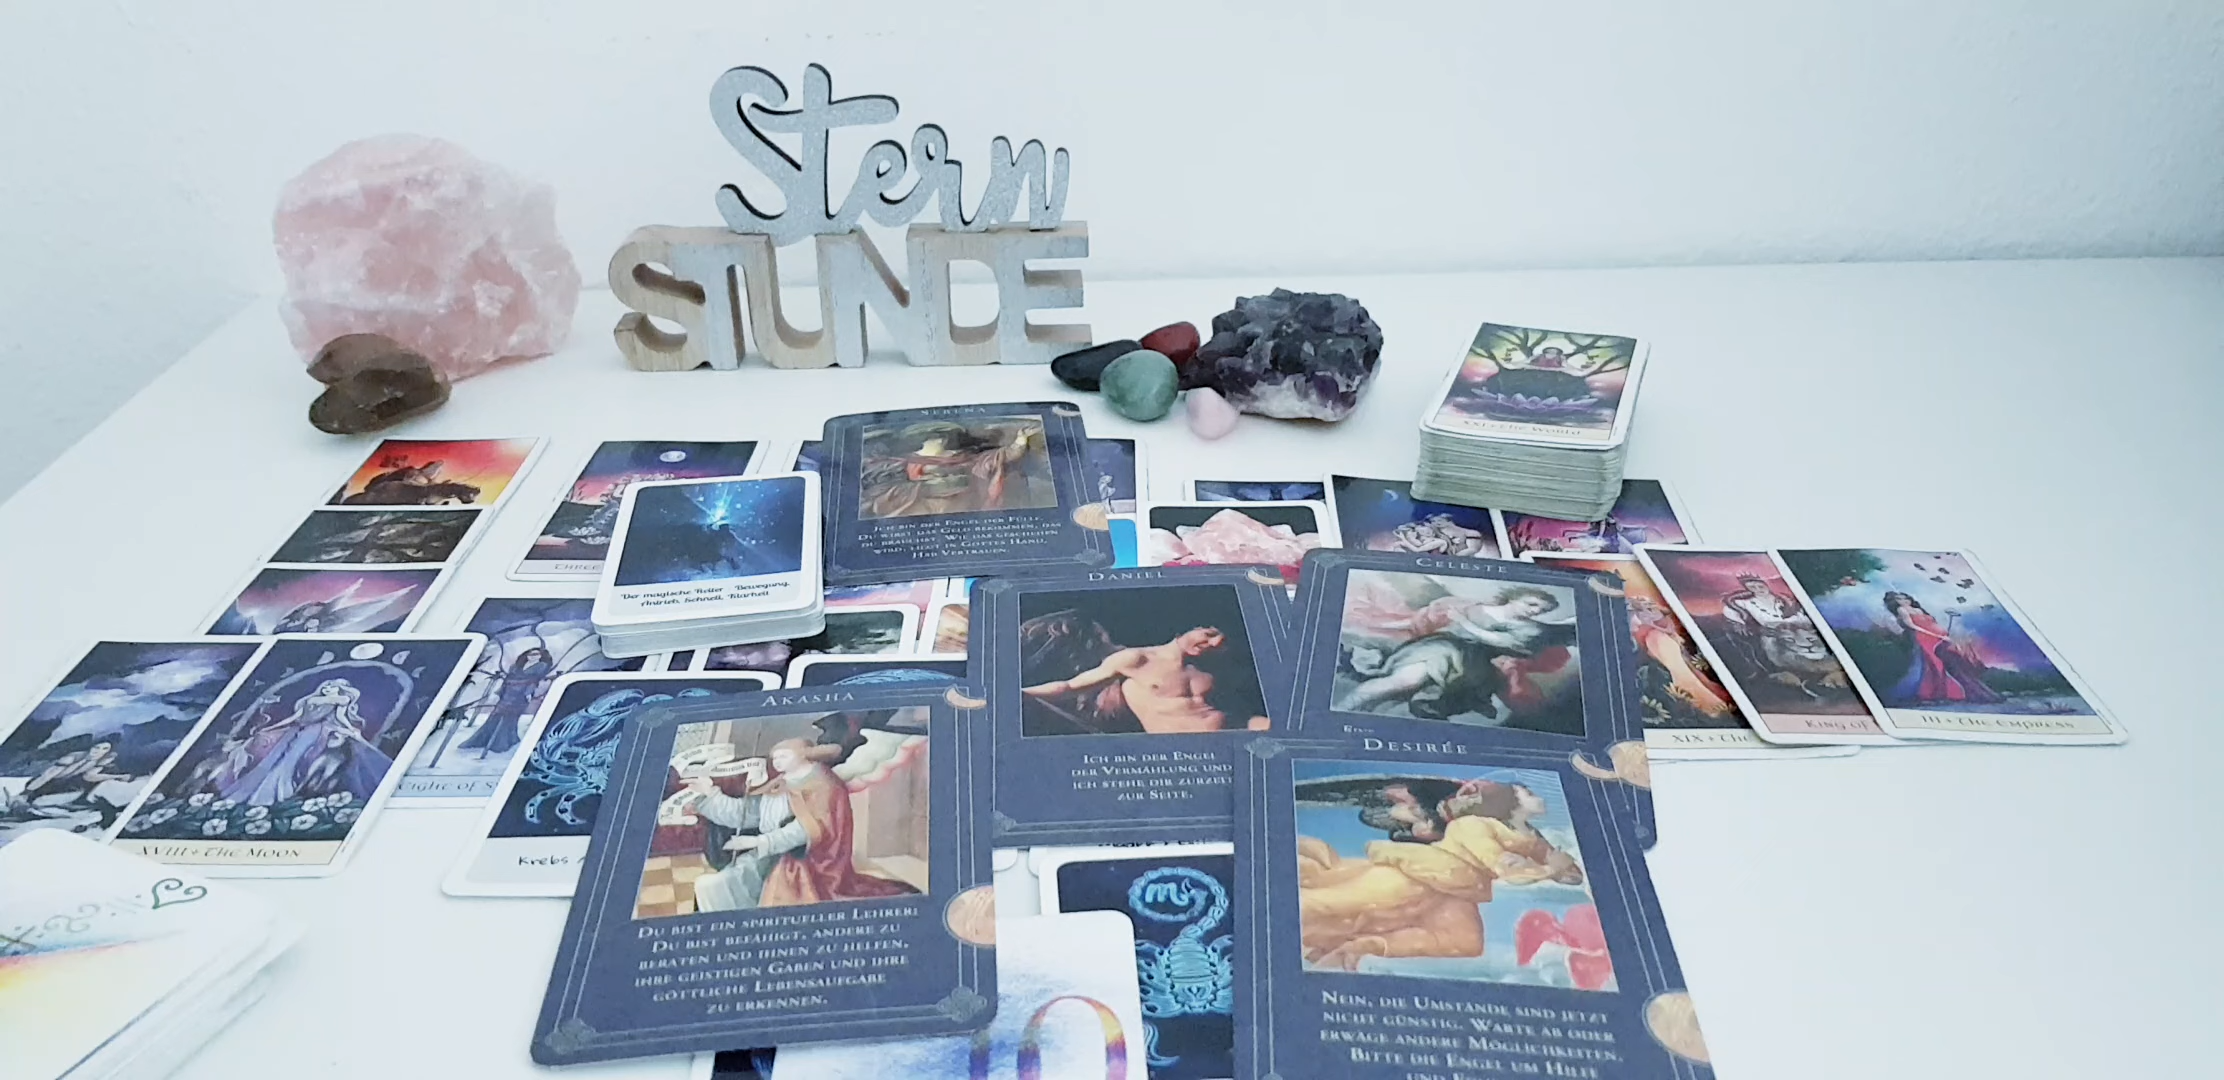 Stern
STUNDE
XXI • The World
SERENA
ICH BIN DER ENGEL DER FÜLLE.
DU WIRST DAS GELD BEKOMMEN, DAS
DU BRAUCHST. WIE DAS GESCHEHEN
WIRD, LIEGT IN GOTTES HAND.
HAB VERTRAUEN.
THREE
Der magische Reiter Bewegung,
Antrieb, Schnell, Klarheit
DANIEL
ICH BIN DER ENGEL
DER VERMÄHLUNG UND
ICH STEHE DIR ZURZEIT
ZUR SEITE.
CELESTE
XIX • The
KING OF
III • THE EMPRESS
AKASHA
DU BIST EIN SPIRITUELLER LEHRER:
DU BIST BEFÄHIGT, ANDERE ZU
BERATEN UND IHNEN ZU HELFEN,
IHRE GEISTIGEN GABEN UND IHRE
GÖTTLICHE LEBENSAUFGABE
ZU ERKENNEN.
DESIRÉE
NEIN, DIE UMSTÄNDE SIND JETZT
NICHT GÜNSTIG. WARTE AB ODER
ERWÄGE ANDERE MÖGLICHKEITEN.
BITTE DIE ENGEL UM HILFE
UND
XVIII • THE MOON
EIGHT OF S
Krebs
10